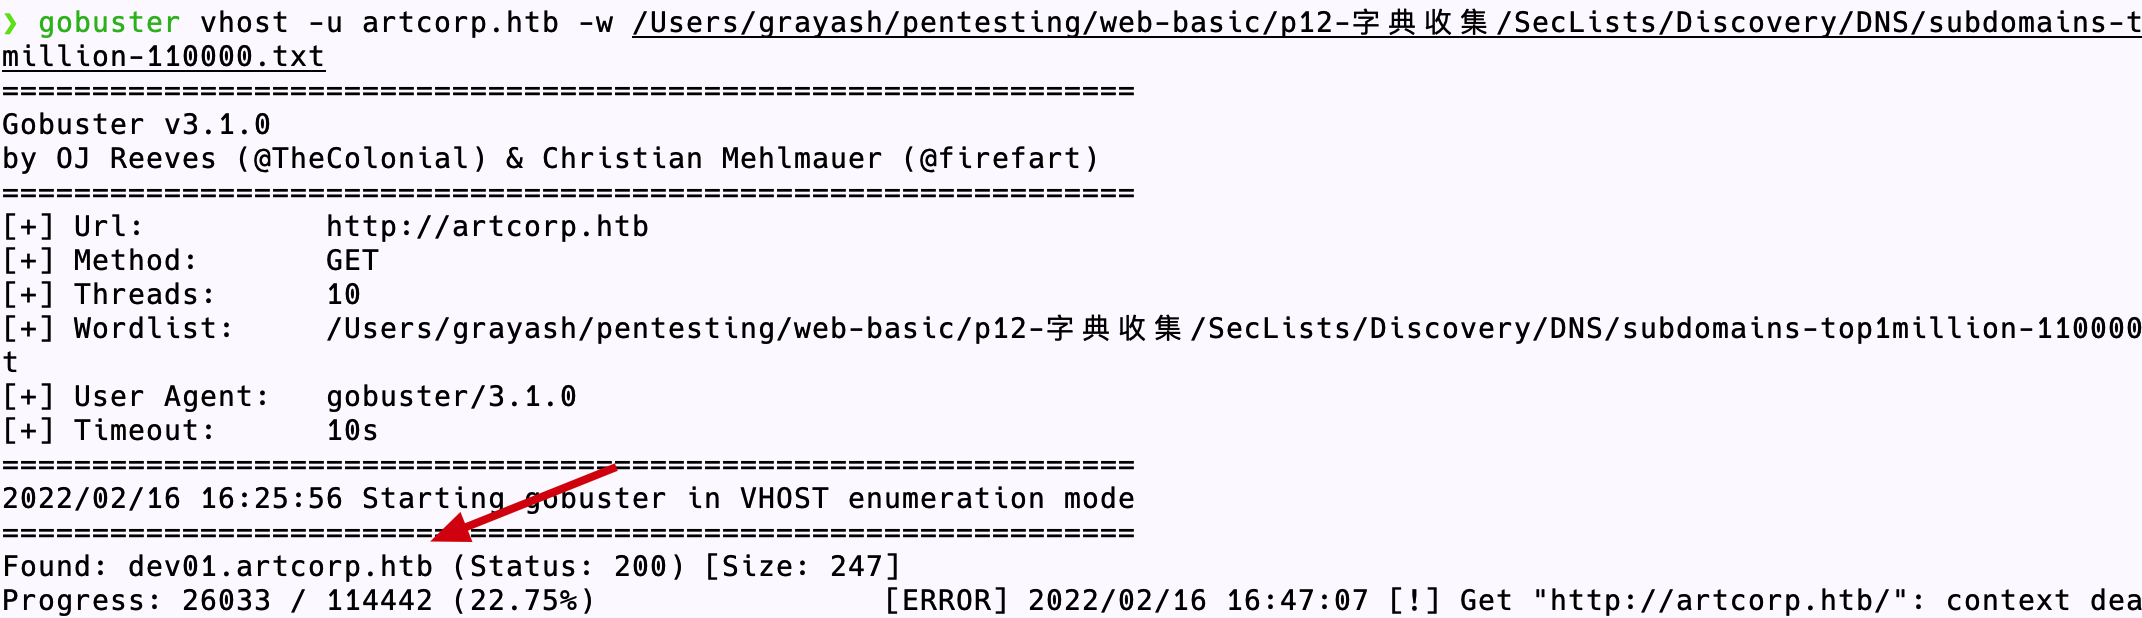 ❯ gobuster vhost -u artcorp.htb -w /Users/grayash/pentesting/web-basic/p12-字典收集/SecLists/Discovery/DNS/subdomains-t
million-110000.txt
===============================================================
Gobuster v3.1.0
by OJ Reeves (@TheColonial) & Christian Mehlmauer (@firefart)
===============================================================
[+] Url:          http://artcorp.htb
[+] Method:       GET
[+] Threads:      10
[+] Wordlist:     /Users/grayash/pentesting/web-basic/p12-字典收集/SecLists/Discovery/DNS/subdomains-top1million-110000
t
[+] User Agent:   gobuster/3.1.0
[+] Timeout:      10s
===============================================================
2022/02/16 16:25:56 Starting gobuster in VHOST enumeration mode
===============================================================
Found: dev01.artcorp.htb (Status: 200) [Size: 247]
Progress: 26033 / 114442 (22.75%)                [ERROR] 2022/02/16 16:47:07 [!] Get "http://artcorp.htb/": context dea